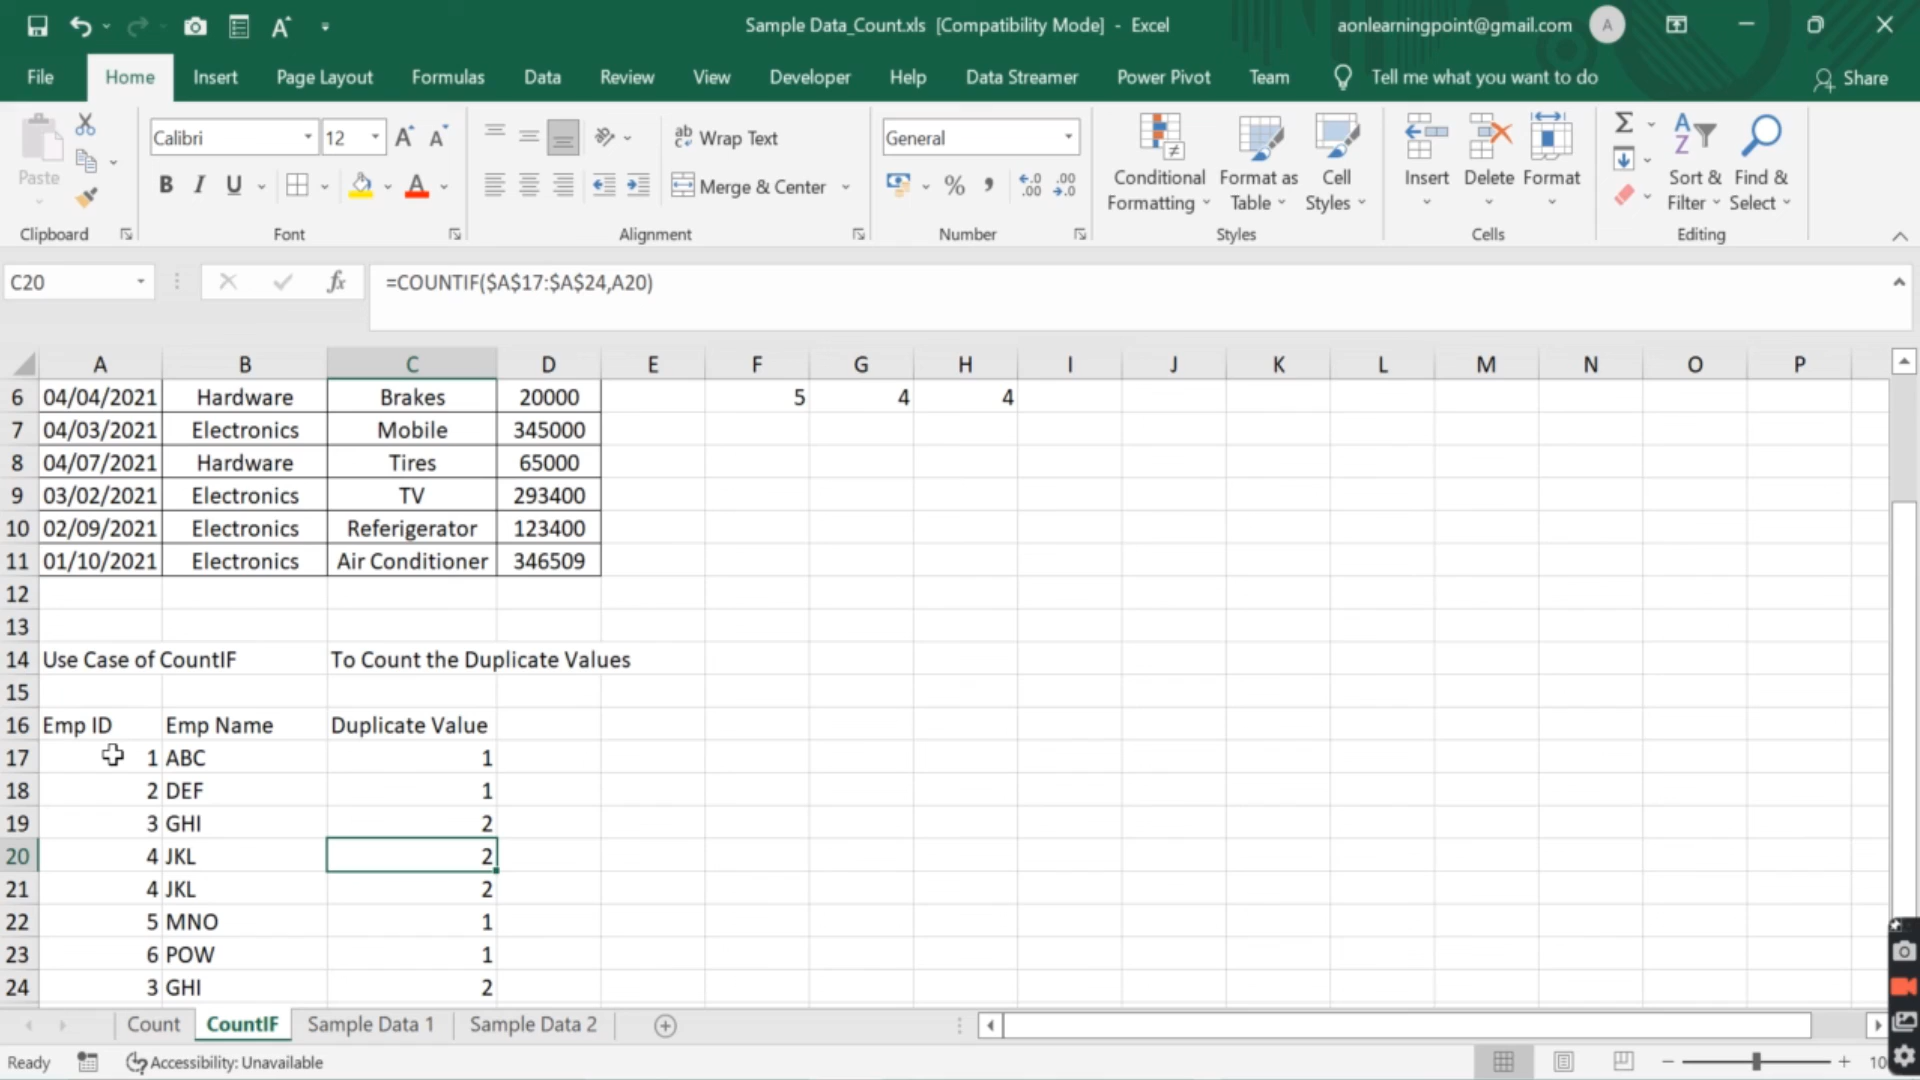 Sample Data_Count.xls [Compatibility Mode] - Excel
aonlearningpoint@gmail.com
A
File Home Insert Page Layout Formulas Data Review View Developer Help Data Streamer Power Pivot Team Tell me what you want to do Share
Calibri 12 Wrap Text General
Paste B I U A Merge & Center % Conditional Formatting Format as Table Cell Styles Insert Delete Format Sort & Filter Find & Select
Clipboard Font Alignment Number Styles Cells Editing
C20 fx =COUNTIF($A$17:$A$24,A20)
A B C D E F G H I J K L M N O P
6 04/04/2021 Hardware Brakes 20000 5 4 4
7 04/03/2021 Electronics Mobile 345000
8 04/07/2021 Hardware Tires 65000
9 03/02/2021 Electronics TV 293400
10 02/09/2021 Electronics Referigerator 123400
11 01/10/2021 Electronics Air Conditioner 346509
12
13
14 Use Case of CountIF To Count the Duplicate Values
15
16 Emp ID Emp Name Duplicate Value
17 1 ABC 1
18 2 DEF 1
19 3 GHI 2
20 4 JKL 2
21 4 JKL 2
22 5 MNO 1
23 6 POW 1
24 3 GHI 2
Count CountIF Sample Data 1 Sample Data 2
Ready Accessibility: Unavailable 10